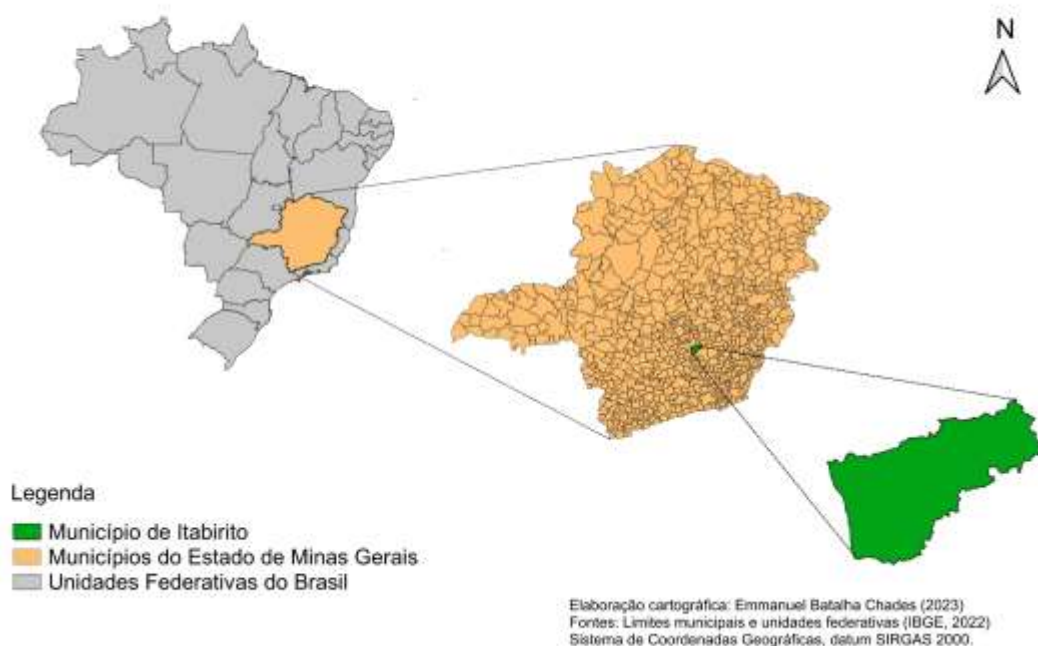 N
Legenda
Município de Itabirito
Municípios do Estado de Minas Gerais
Unidades Federativas do Brasil
Elaboração cartográfica: Emmanuel Batalha Chades (2023)
Fontes: Limites municipais e unidades federativas (IBGE, 2022)
Sistema de Coordenadas Geográficas, datum SIRGAS 2000.